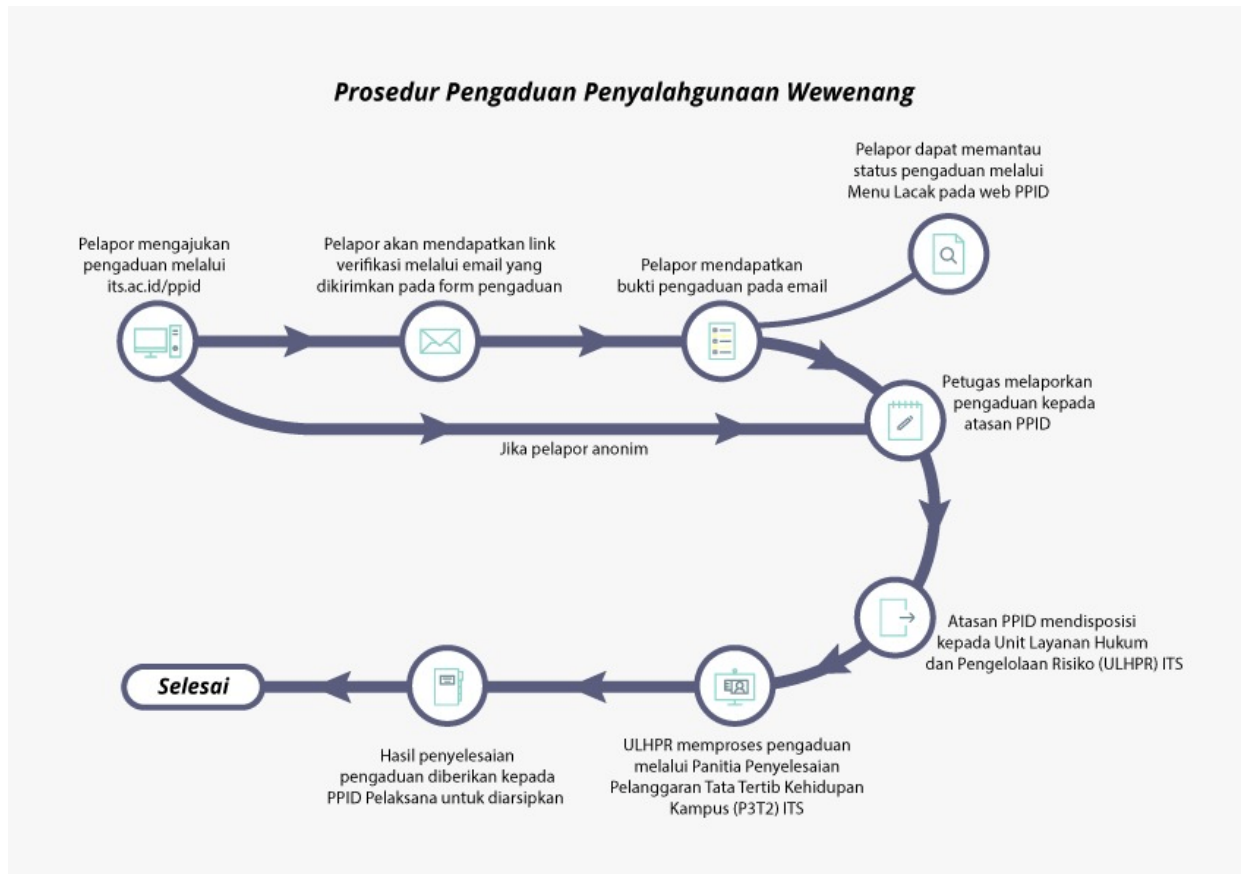 Prosedur Pengaduan Penyalahgunaan Wewenang
Pelapor dapat memantau
status pengaduan melalui
Menu Lacak pada web PPID
Pelapor mengajukan
pengaduan melalui
its.ac.id/ppid
Pelapor akan mendapatkan link
verifikasi melalui email yang
dikirimkan pada form pengaduan
Pelapor mendapatkan
bukti pengaduan pada email
Petugas melaporkan
pengaduan kepada
atasan PPID
Jika pelapor anonim
Atasan PPID mendisposisi
kepada Unit Layanan Hukum
dan Pengelolaan Risiko (ULHPR) ITS
ULHPR memproses pengaduan
melalui Panitia Penyelesaian
Pelanggaran Tata Tertib Kehidupan
Kampus (P3T2) ITS
Hasil penyelesaian
pengaduan diberikan kepada
PPID Pelaksana untuk diarsipkan
Selesai